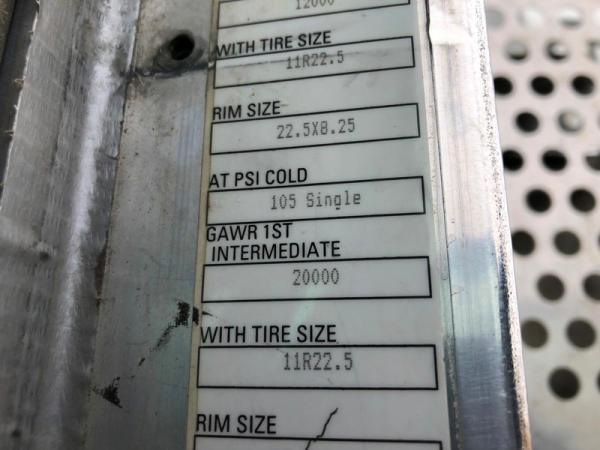 12000
WITH TIRE SIZE
11R22.5
RIM SIZE
22.5X8.25
AT PSI COLD
105 Single
GAWR 1ST
INTERMEDIATE
20000
WITH TIRE SIZE
11R22.5
RIM SIZE